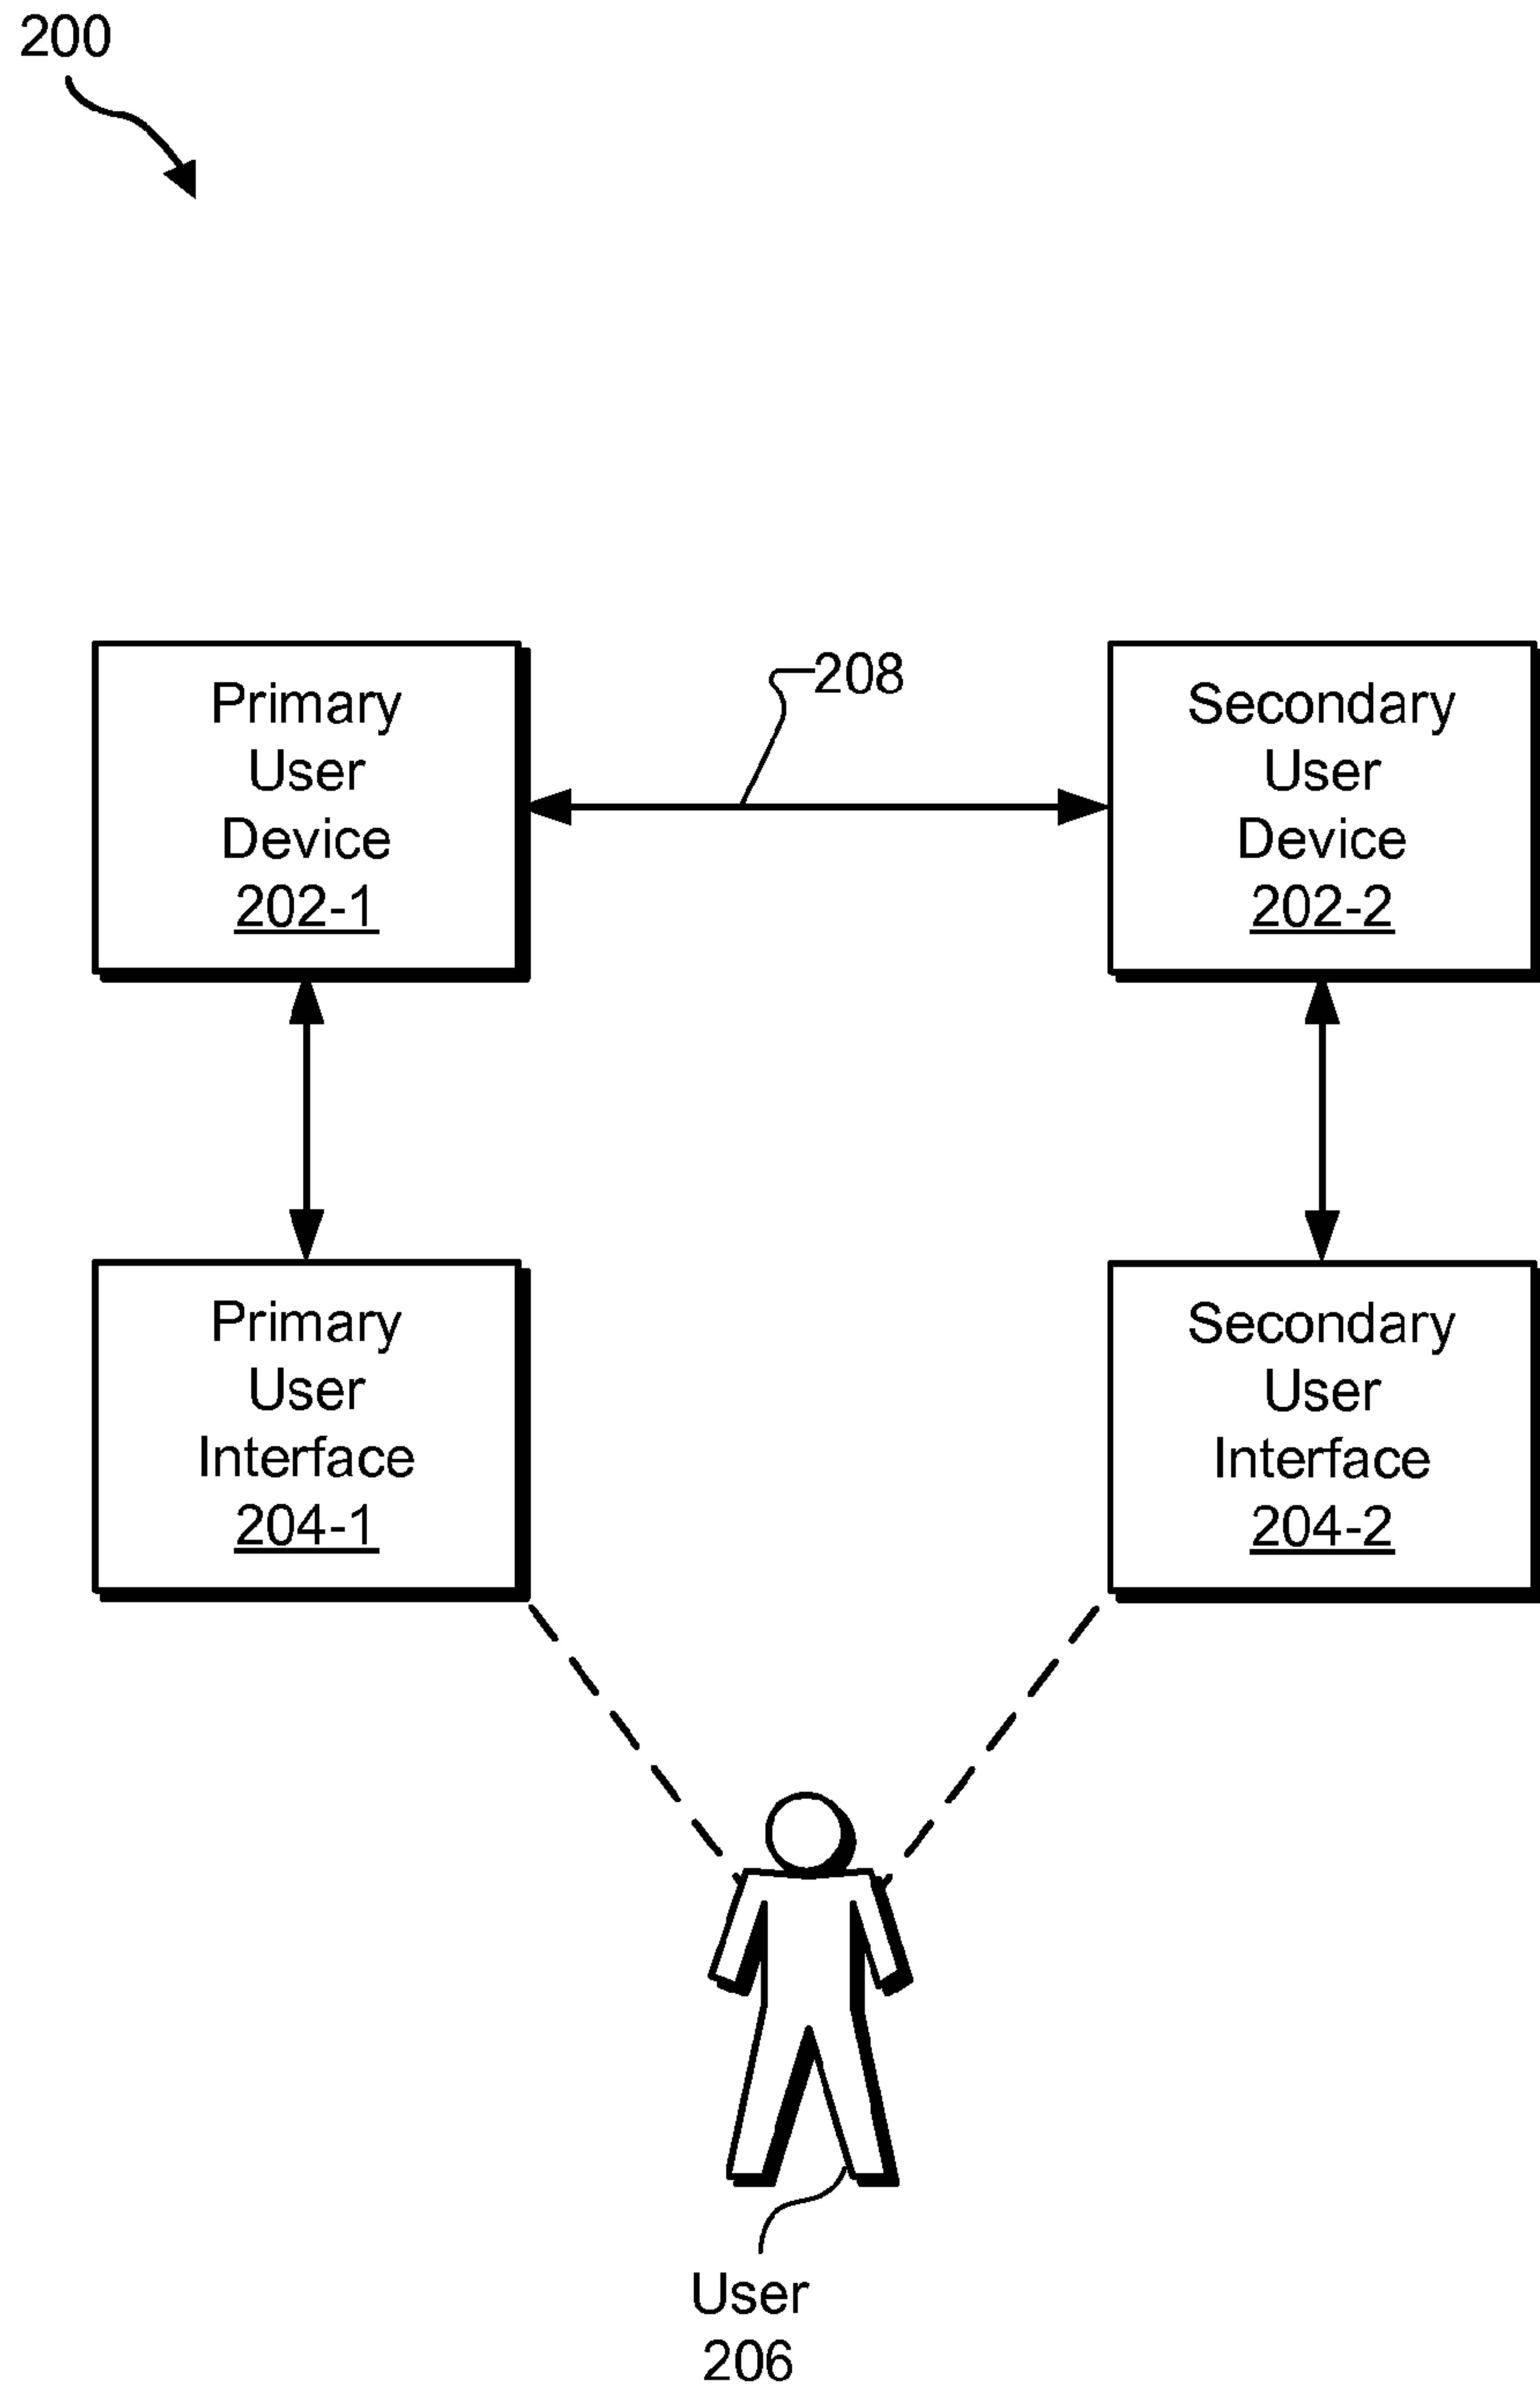 200
208
Primary
User
Device
202-1
Secondary
User
Device
202-2
Primary
User
Interface
204-1
Secondary
User
Interface
204-2
User
206